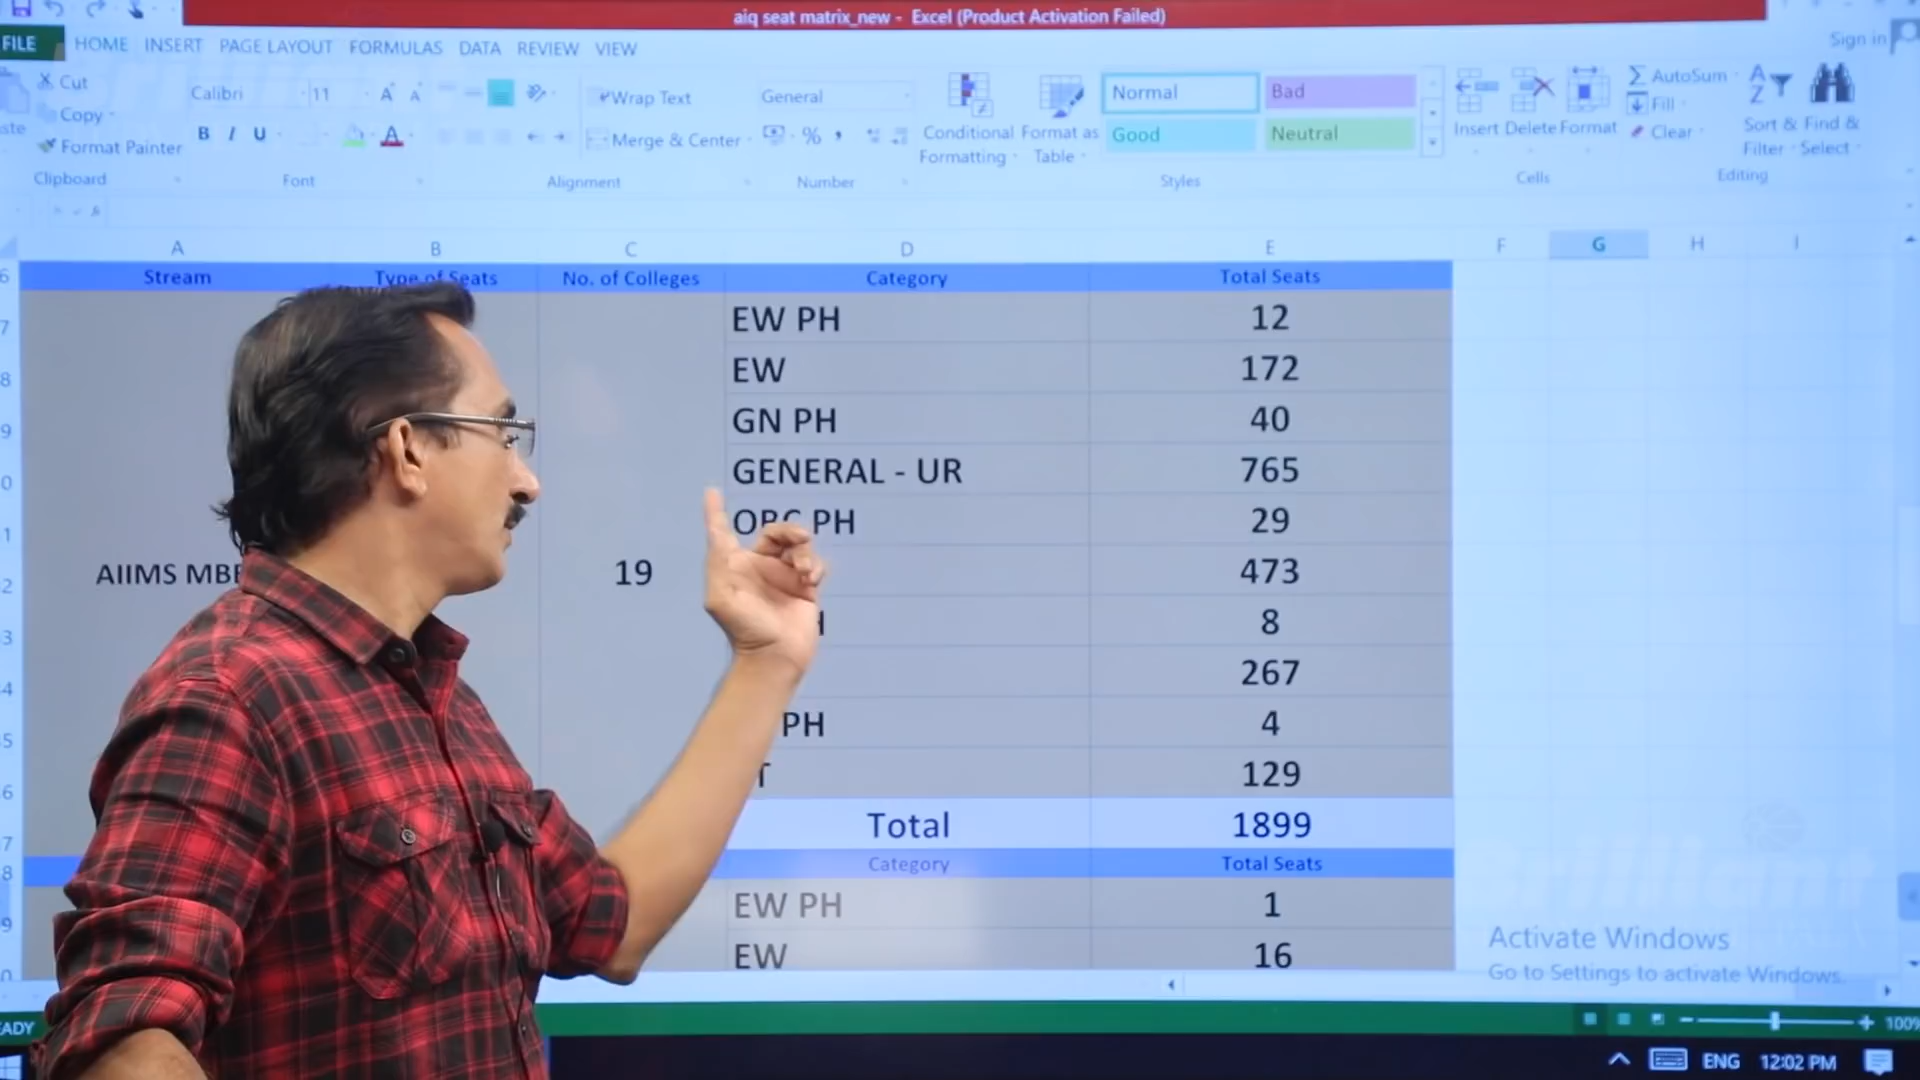 aiq seat matrix_new - Excel (Product Activation Failed)
FILE HOME INSERT PAGE LAYOUT FORMULAS DATA REVIEW VIEW Sign in
Cut
Copy
Format Painter
Clipboard
Calibri 11
B I U
Font
Wrap Text
Merge & Center
Alignment
General
%
Number
Conditional Formatting
Format as Table
Normal Bad
Good Neutral
Styles
Insert Delete Format
Cells
AutoSum
Fill
Clear
Sort & Filter
Find & Select
Editing
A B C D E F G H I
Stream Type of Seats No. of Colleges Category Total Seats
EW PH 12
EW 172
GN PH 40
GENERAL - UR 765
OBC PH 29
AIIMS 19 473
8
267
PH 4
129
Total 1899
Category Total Seats
EW PH 1
EW 16
Brilliant
Activate Windows
Go to Settings to activate Windows.
100%
ENG 12:02 PM